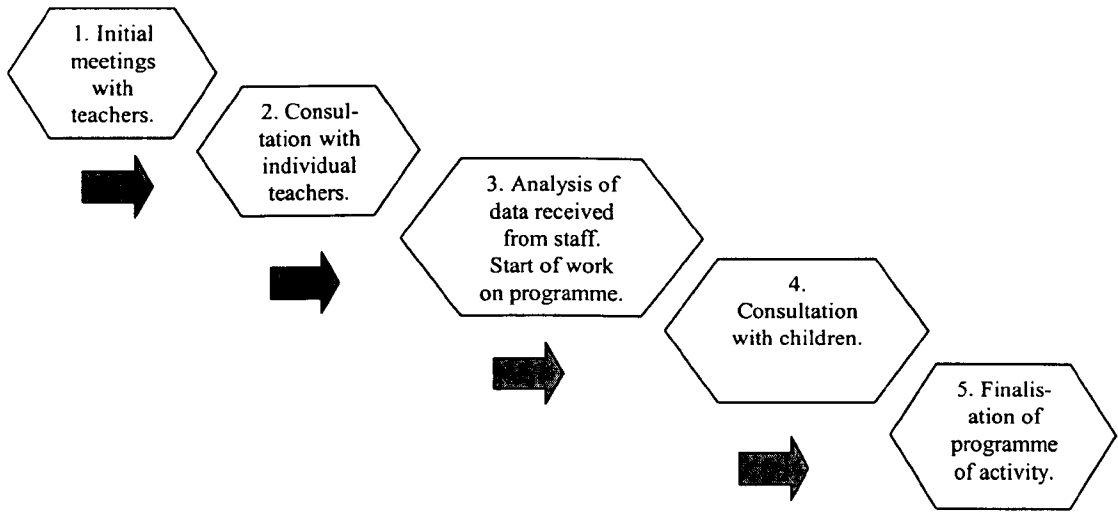 1. Initial
meetings
with
teachers.
2. Consul-
tation with
individual
teachers.
3. Analysis of
data received
from staff.
Start of work
on programme.
4.
Consultation
with children.
5. Finalis-
ation of
programme
of activity.